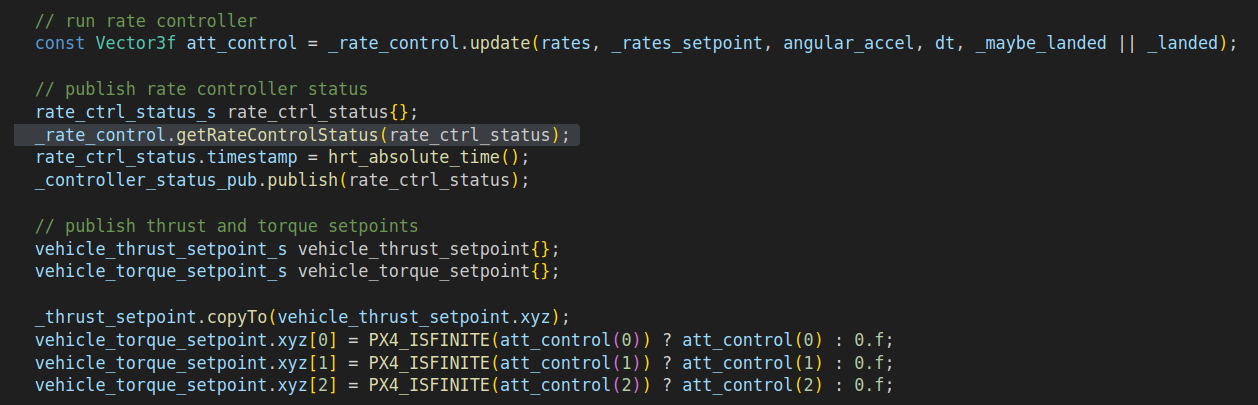 // run rate controller
const Vector3f att_control = _rate_control.update(rates, _rates_setpoint, angular_accel, dt, _maybe_landed || _landed);
// publish rate controller status
rate_ctrl_status_s rate_ctrl_status{};
_rate_control.getRateControlStatus(rate_ctrl_status);
rate_ctrl_status.timestamp = hrt_absolute_time();
_controller_status_pub.publish(rate_ctrl_status);
// publish thrust and torque setpoints
vehicle_thrust_setpoint_s vehicle_thrust_setpoint{};
vehicle_torque_setpoint_s vehicle_torque_setpoint{};
_thrust_setpoint.copyTo(vehicle_thrust_setpoint.xyz);
vehicle_torque_setpoint.xyz[0] = PX4_ISFINITE(att_control(0)) ? att_control(0) : 0.f;
vehicle_torque_setpoint.xyz[1] = PX4_ISFINITE(att_control(1)) ? att_control(1) : 0.f;
vehicle_torque_setpoint.xyz[2] = PX4_ISFINITE(att_control(2)) ? att_control(2) : 0.f;